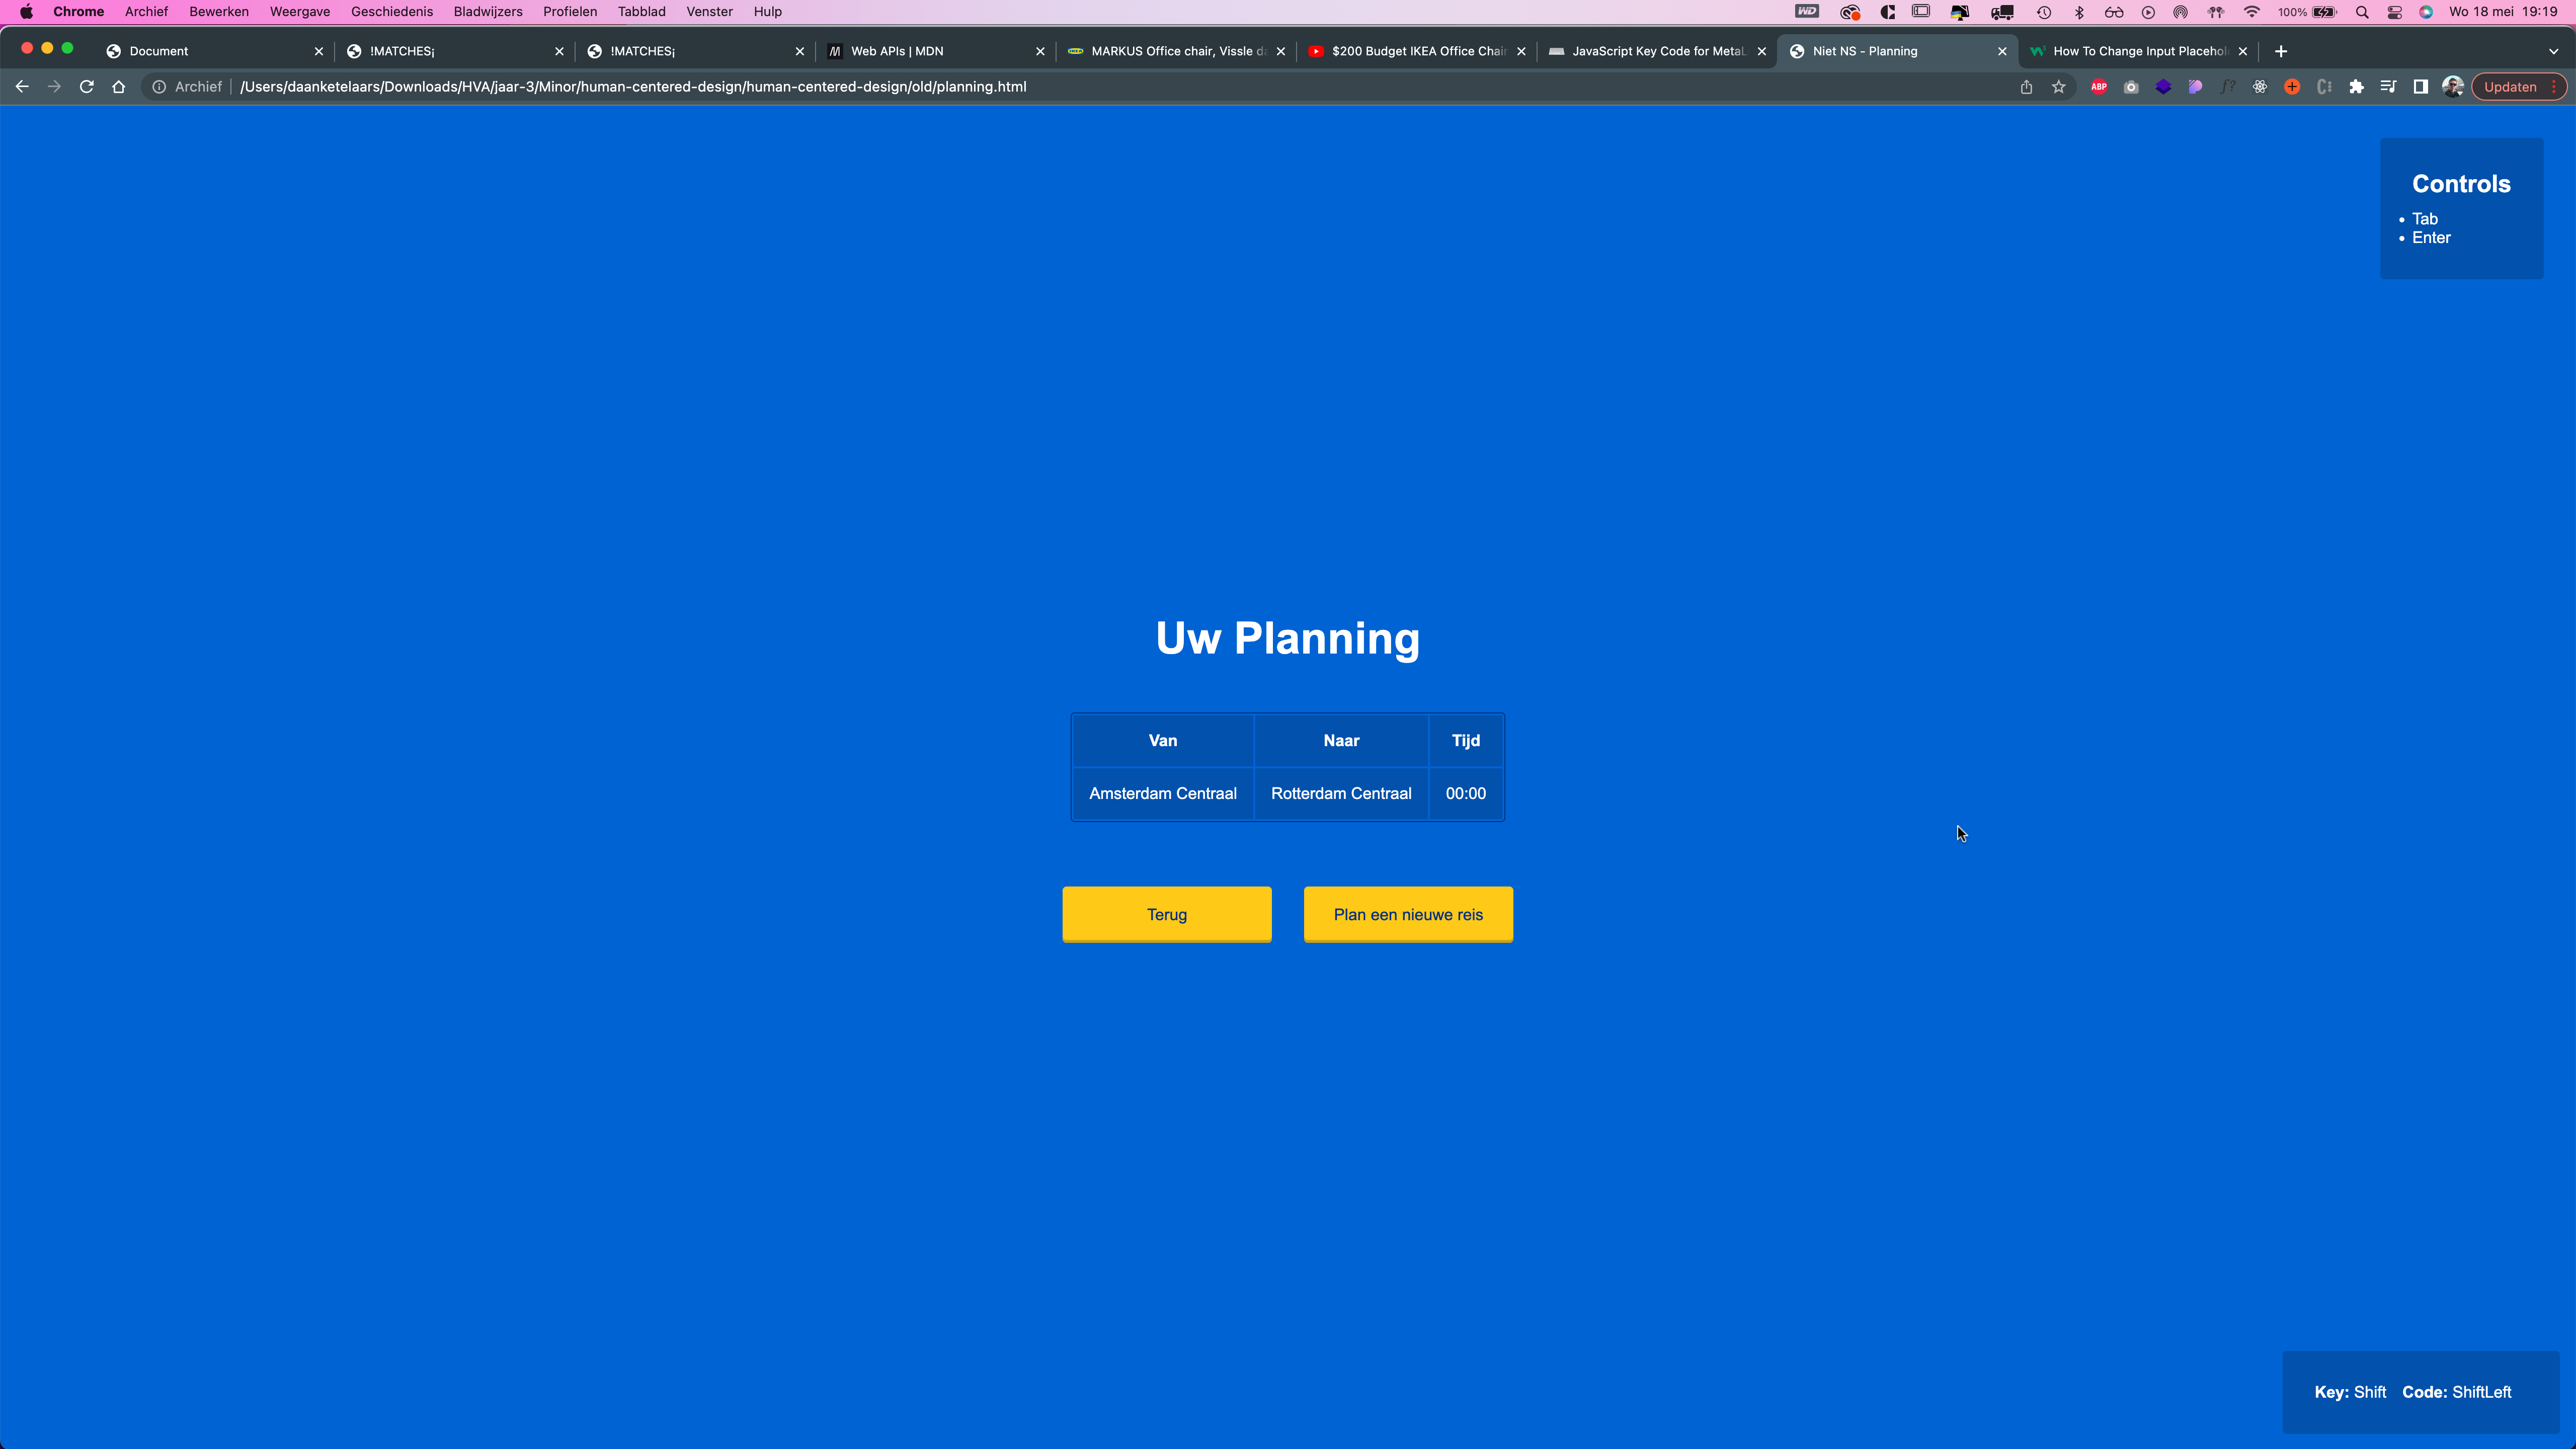 Chrome Archief Bewerken Weergave Geschiedenis Bladwijzers Profielen Tabblad Venster Hulp WD 100% Wo 18 mei 19:19
Document !MATCHES¡ !MATCHES¡ Web APIs | MDN MARKUS Office chair, Vissle da $200 Budget IKEA Office Chair JavaScript Key Code for MetaL Niet NS - Planning How To Change Input Placehol
Archief /Users/daanketelaars/Downloads/HVA/jaar-3/Minor/human-centered-design/human-centered-design/old/planning.html ABP f? Updaten
Controls
• Tab
• Enter
Uw Planning
Van Naar Tijd
Amsterdam Centraal Rotterdam Centraal 00:00
Terug Plan een nieuwe reis
Key: Shift Code: ShiftLeft